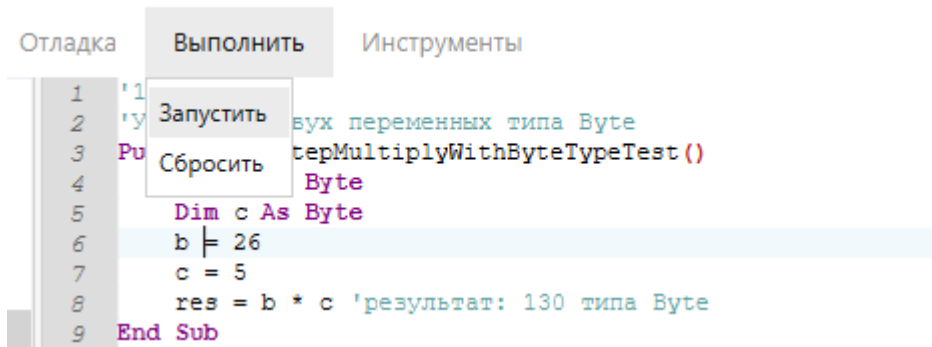 Отладка Выполнить Инструменты
1 '1
2 'У вух переменных типа Byte
Запустить
3 Pu tepMultiplyWithByteTypeTest()
Сбросить
4 Byte
5 Dim c As Byte
6 b = 26
7 c = 5
8 res = b * c 'результат: 130 типа Byte
9 End Sub